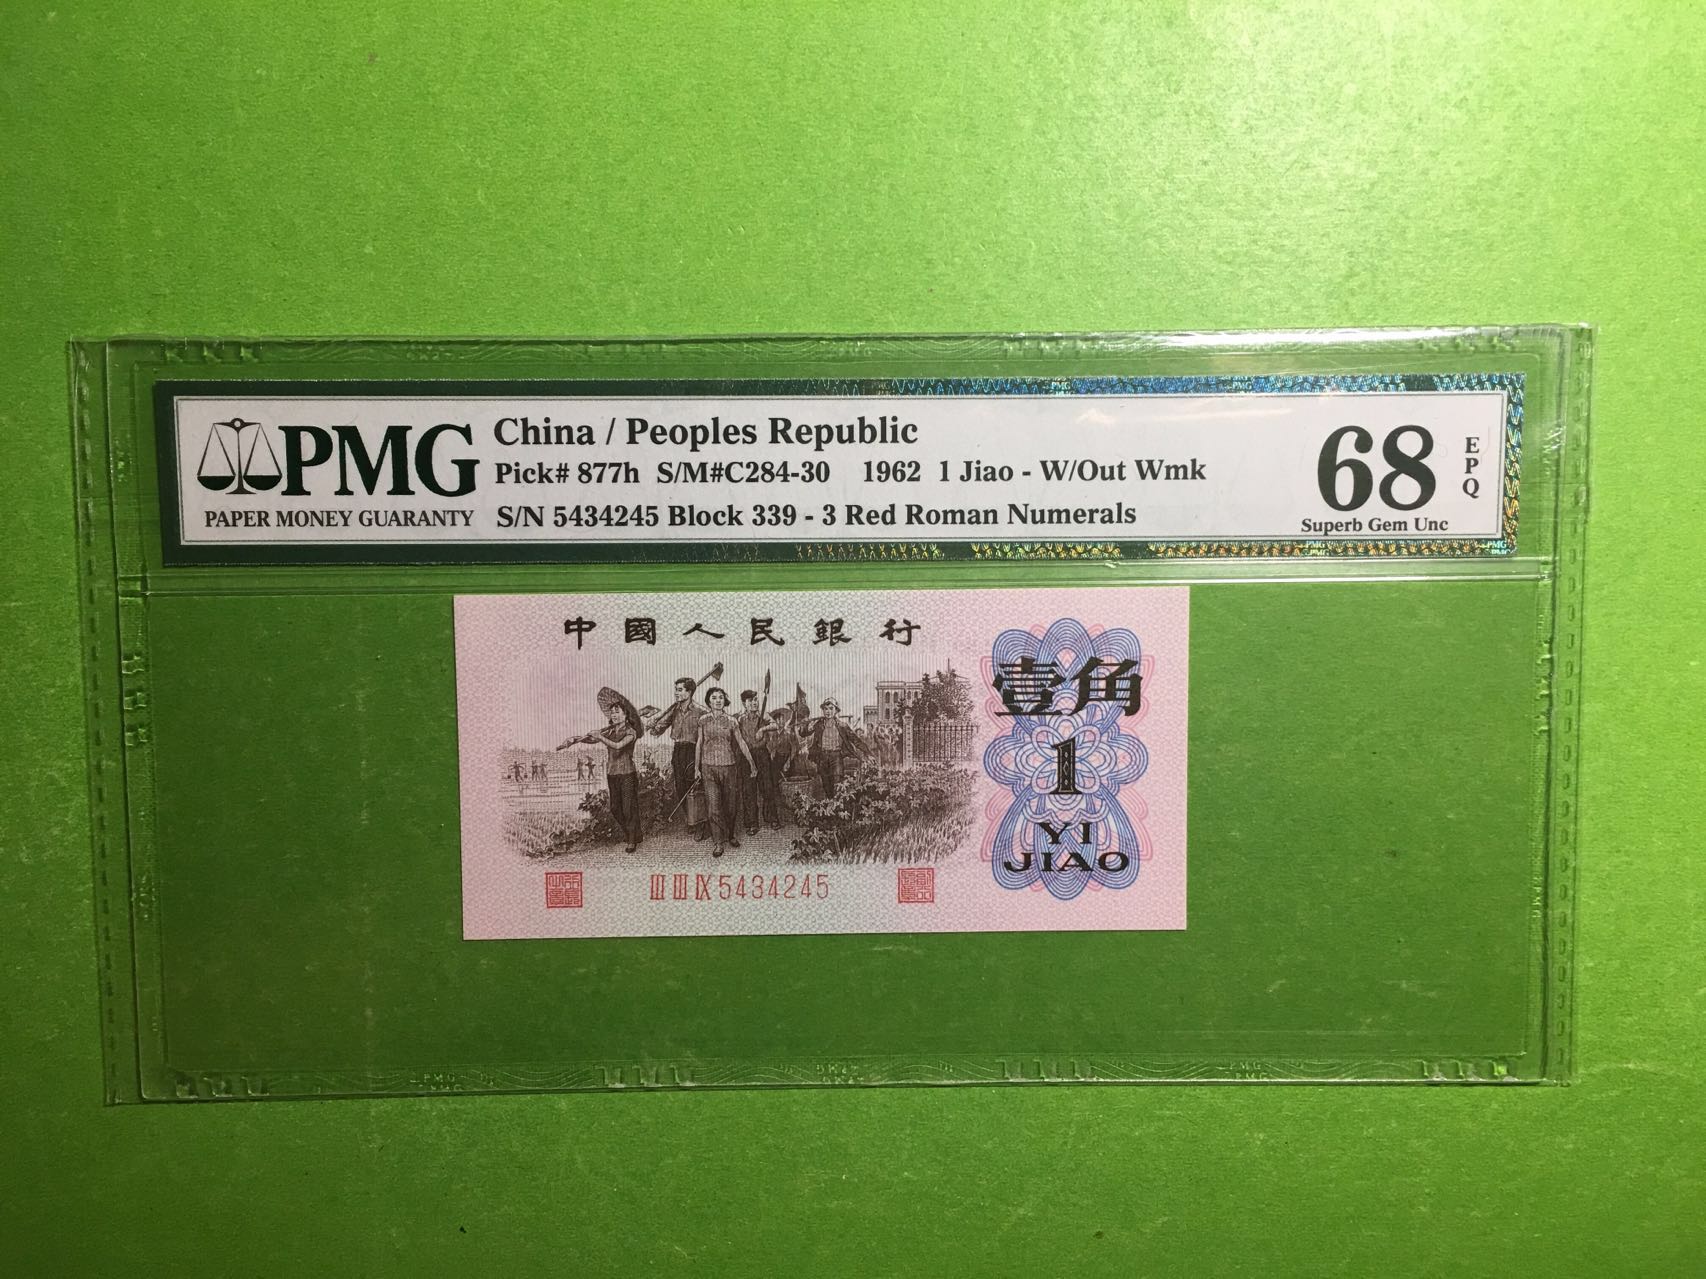 PMG
PAPER MONEY GUARANTY
China / Peoples Republic
Pick# 877h S/M#C284-30 1962 1 Jiao - W/Out Wmk
S/N 5434245 Block 339 - 3 Red Roman Numerals
68
EPQ
Superb Gem Unc
中國人民銀行
壹角
1
YI
JIAO
III III IX 5434245